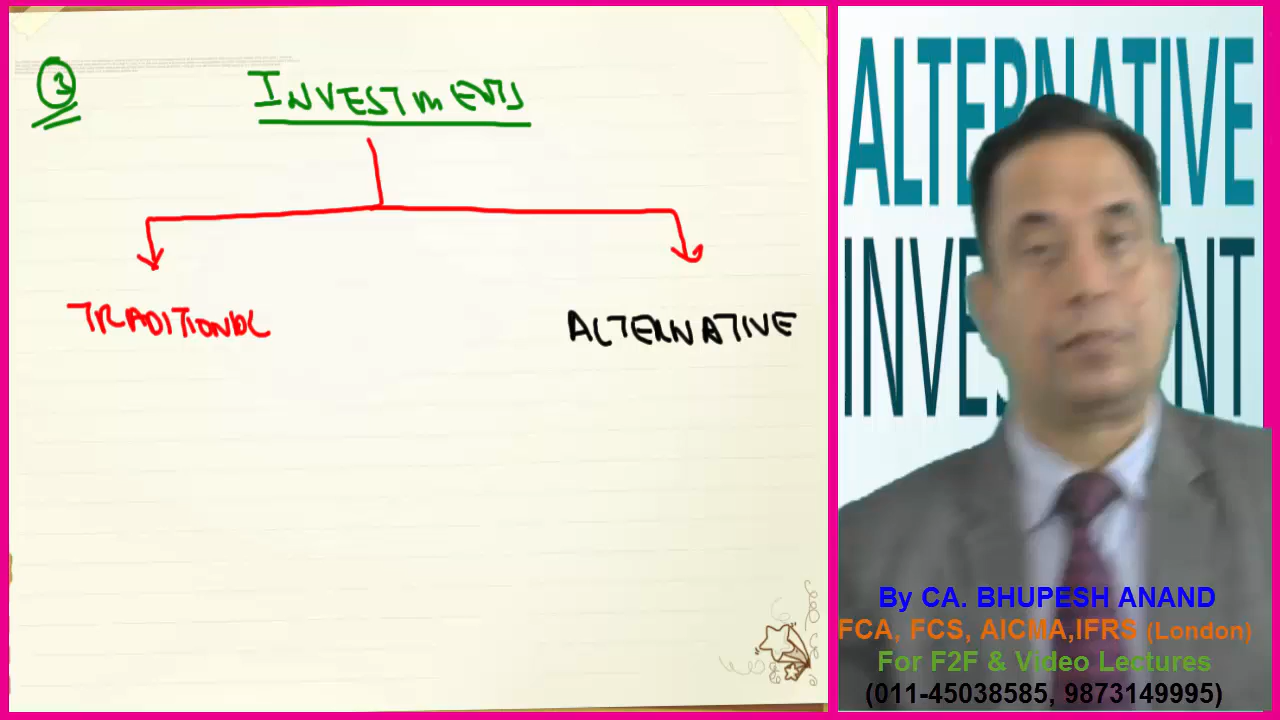 3
INVESTMENTS
TRADITIONAL
ALTERNATIVE
ALTERNATIVE
INVESTMENT
By CA. BHUPESH ANAND
FCA, FCS, AICMA,IFRS (London)
For F2F & Video Lectures
(011-45038585, 9873149995)